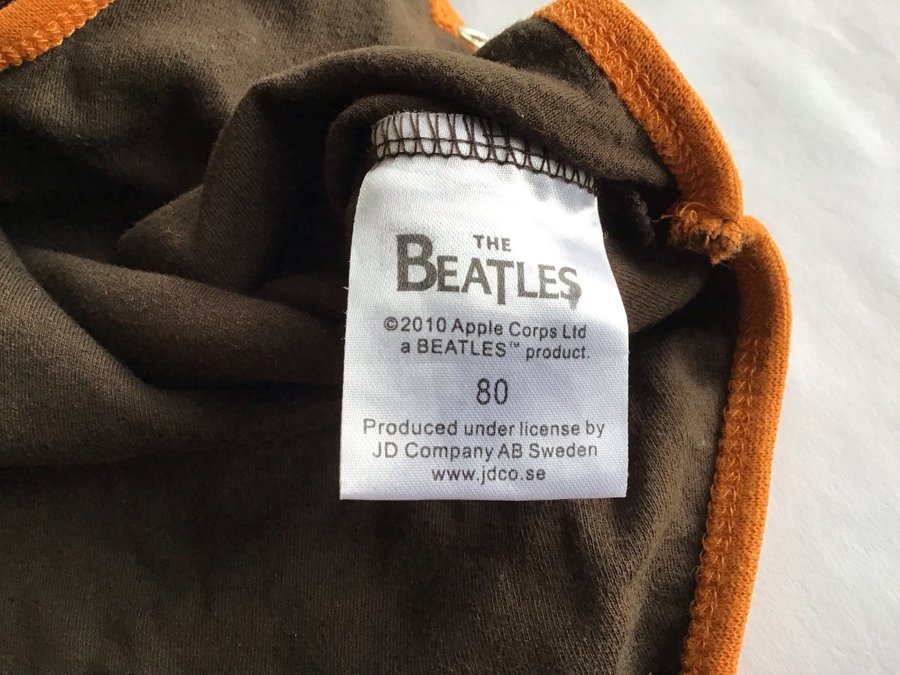 THE
BEATLES
©2010 Apple Corps Ltd
a BEATLES™ product.
80
Produced under license by
JD Company AB Sweden
www.jdco.se